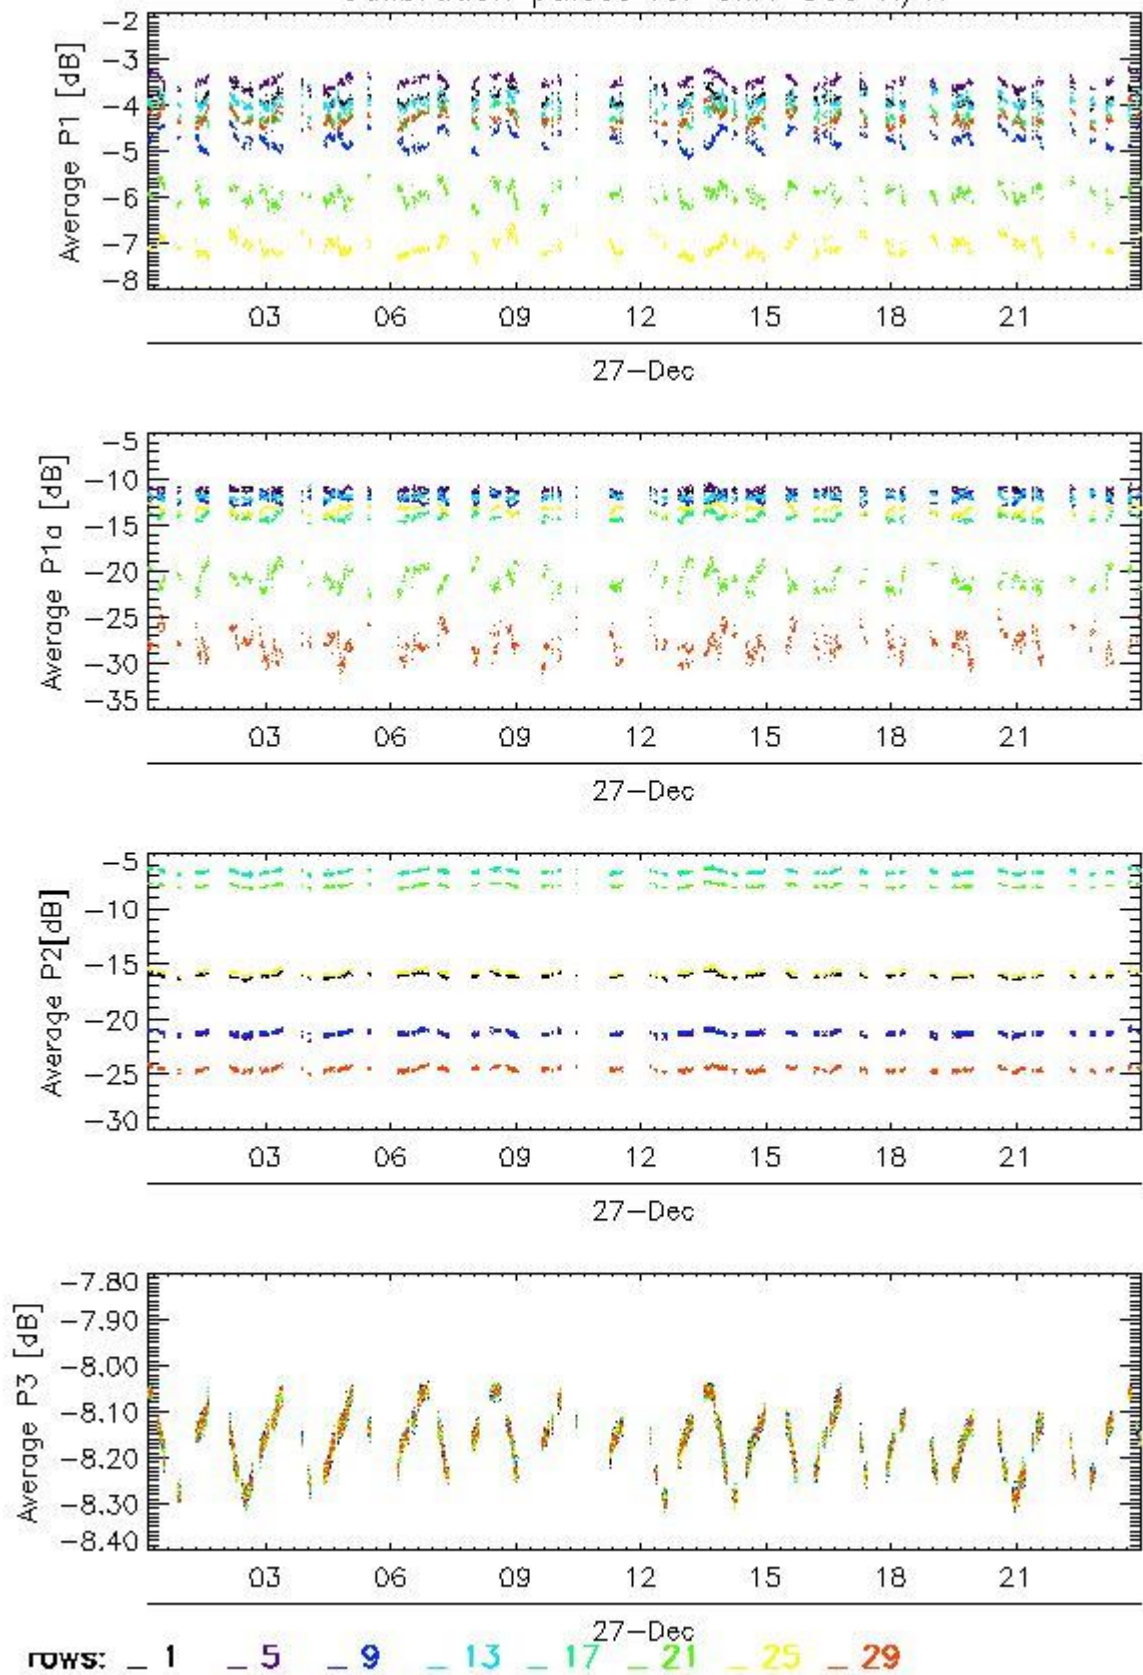 −2
−3
−4
−5
−6
−7
−8
Average P1 [dB]
03 06 09 12 15 18 21
27−Dec
−5
−10
−15
−20
−25
−30
−35
Average P1a [dB]
03 06 09 12 15 18 21
27−Dec
−5
−10
−15
−20
−25
−30
Average P2[dB]
03 06 09 12 15 18 21
27−Dec
−7.80
−7.90
−8.00
−8.10
−8.20
−8.30
−8.40
Average P3 [dB]
03 06 09 12 15 18 21
27−Dec
rows: _ 1 _ 5 _ 9 _ 13 _ 17 _ 21 _ 25 _ 29